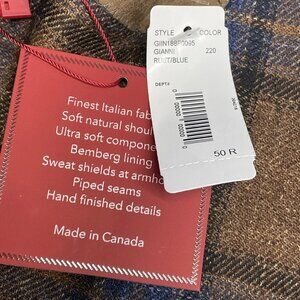 Finest Italian fab
Soft natural shoul
Ultra soft compone
Bemberg lining
Sweat shields at armho
Piped seams
Hand finished details
Made in Canada
STYLE COLOR
GIANNI 220
RUST/BLUE
DEPT#
50 R